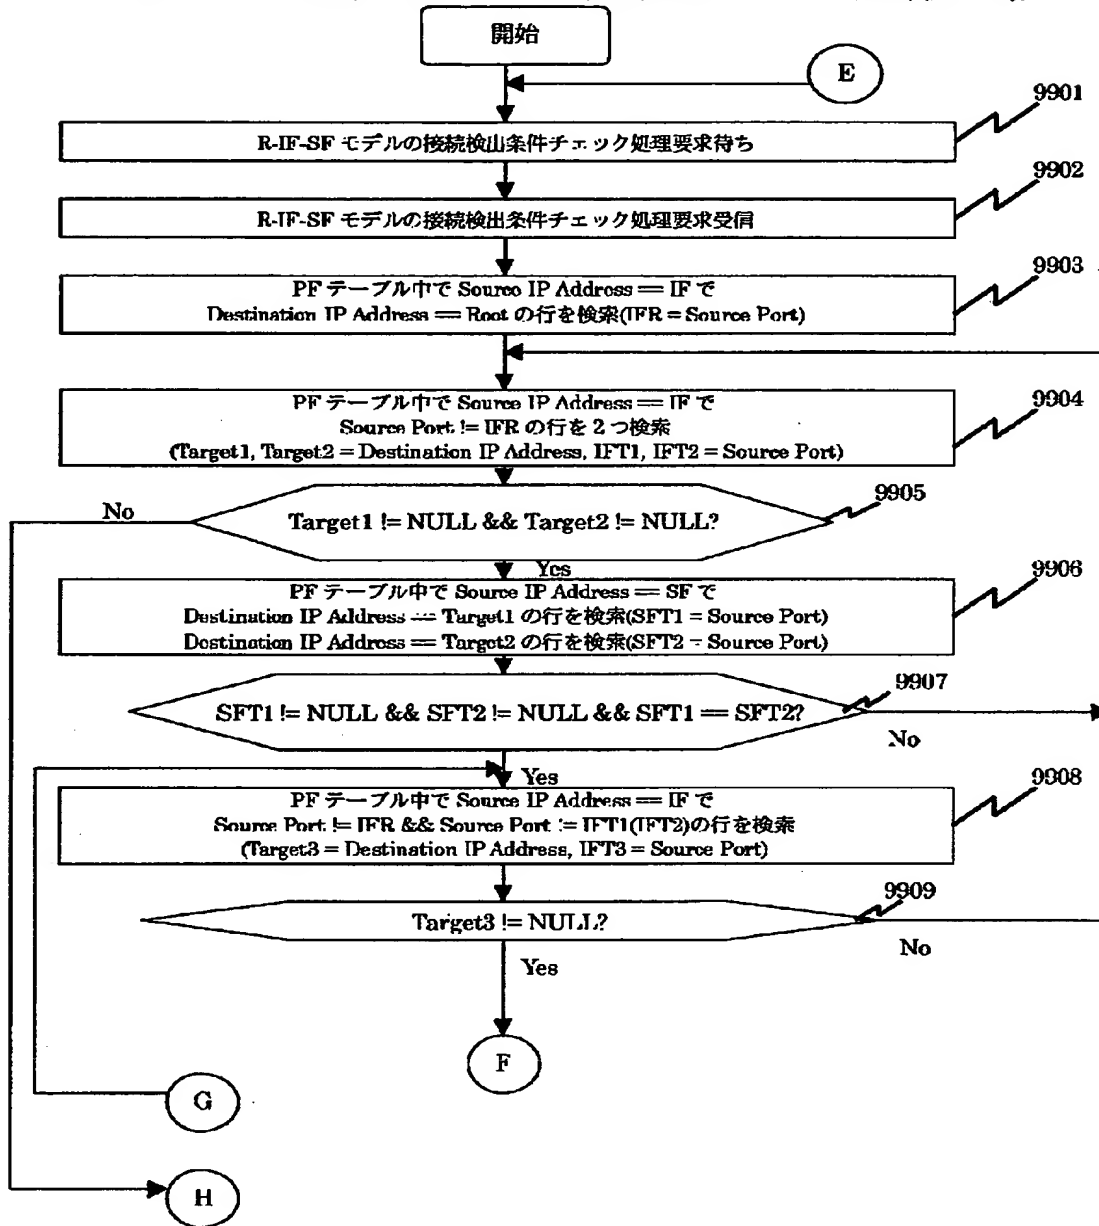 開始
E
9901
R-IF-SF モデルの接続検出条件チェック処理要求待ち
9902
R-IF-SF モデルの接続検出条件チェック処理要求受信
9903
PF テーブル中で Source IP Address == IF で
Destination IP Address == Root の行を検索(IFR = Source Port)
9904
PF テーブル中で Source IP Address == IF で
Source Port != IFR の行を 2 つ検索
(Target1, Target2 = Destination IP Address, IFT1, IFT2 = Source Port)
9905
No
Target1 != NULL && Target2 != NULL?
Yes
9906
PF テーブル中で Source IP Address == SF で
Destination IP Address == Target1 の行を検索(SFT1 = Source Port)
Destination IP Address == Target2 の行を検索(SFT2 = Source Port)
9907
SFT1 != NULL && SFT2 != NULL && SFT1 == SFT2?
No
Yes
9908
PF テーブル中で Source IP Address == IF で
Source Port != IFR && Source Port != IFT1(IFT2)の行を検索
(Target3 = Destination IP Address, IFT3 = Source Port)
9909
Target3 != NULL?
No
Yes
F
G
H